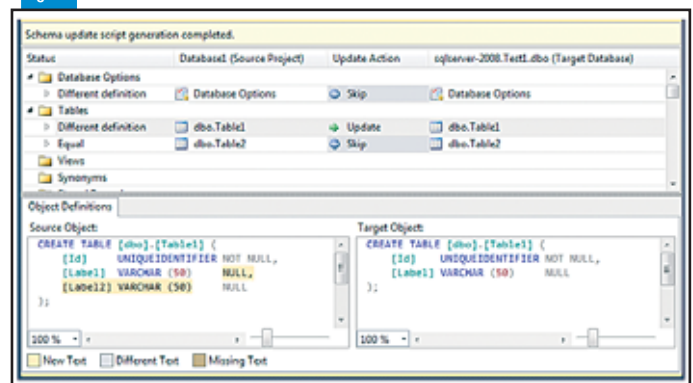 Schema update script generation completed.
Status Database1 (Source Project) Update Action sqlserver-2008.Test1.dbo (Target Database)
Database Options
Different definition Database Options Skip Database Options
Tables
Different definition dbo.Table1 Update dbo.Table1
Equal dbo.Table2 Skip dbo.Table2
Views
Synonyms
Object Definitions
Source Object: Target Object:
CREATE TABLE [dbo].[Table1] ( CREATE TABLE [dbo].[Table1] (
[Id] UNIQUEIDENTIFIER NOT NULL, [Id] UNIQUEIDENTIFIER NOT NULL,
[Label] VARCHAR (50) NULL, [Label] VARCHAR (50) NULL
[Label2] VARCHAR (50) NULL );
);
100 % 100 %
New Text Different Text Missing Text